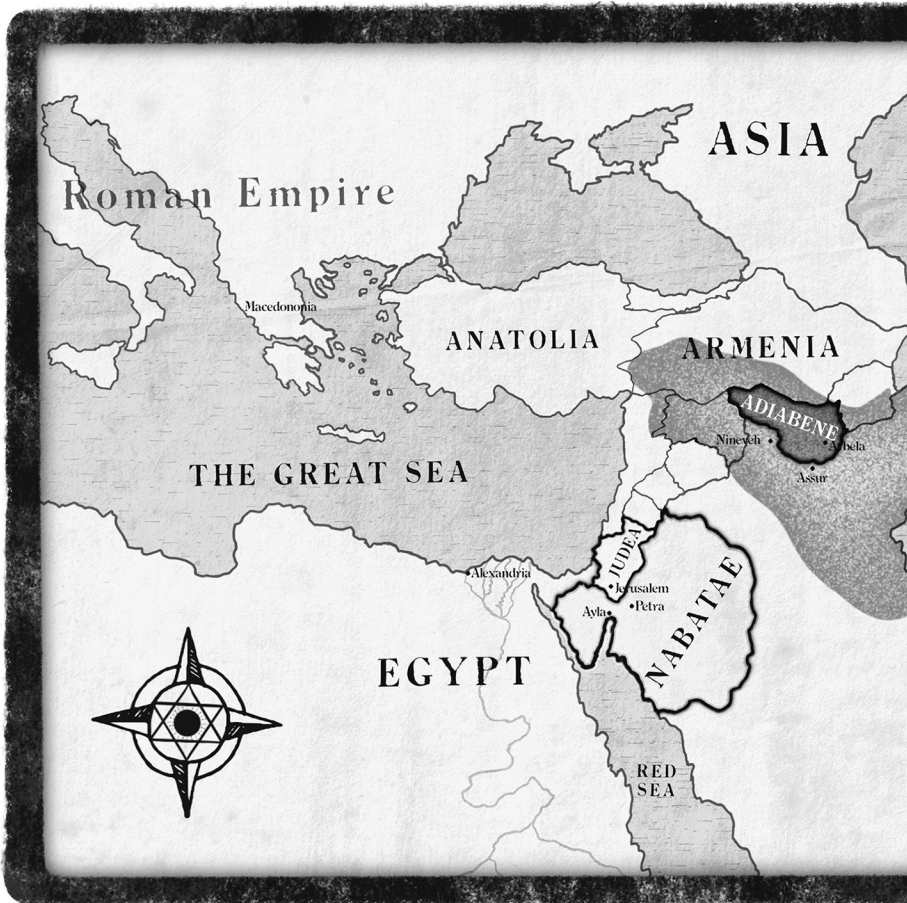 ASIA
Roman Empire
Macedononia
ANATOLIA
ARMENIA
ADIABENE
Nineveh
Arbela
Assur
THE GREAT SEA
JUDEA
Alexandria
Jerusalem
Ayla
Petra
NABATAE
EGYPT
RED
SEA